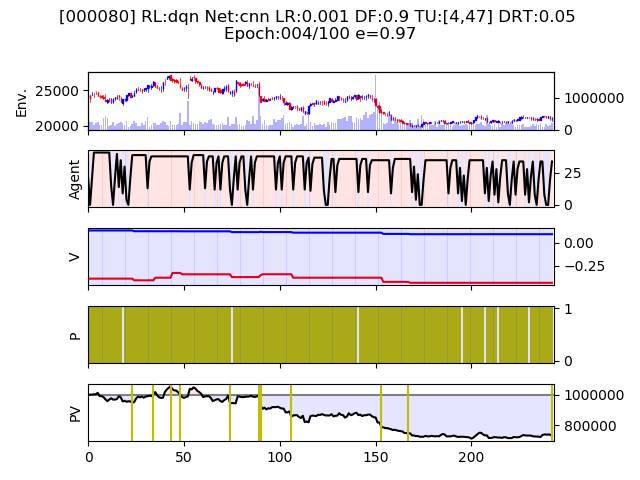 [000080] RL:dqn Net:cnn LR:0.001 DF:0.9 TU:[4,47] DRT:0.05
Epoch:004/100 e=0.97
Env.
25000
20000
1000000
0
Agent
25
0
V
0.00
−0.25
P
1
0
PV
1000000
800000
0
50
100
150
200